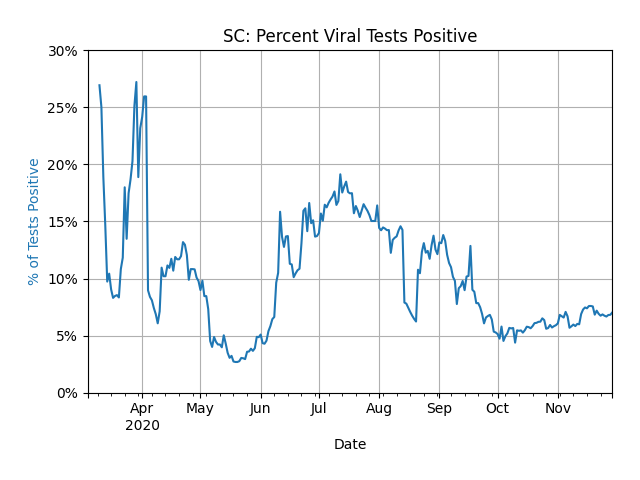 SC: Percent Viral Tests Positive
30%
25%
20%
15%
10%
5%
0%
% of Tests Positive
Apr May Jun Jul Aug Sep Oct Nov
2020
Date